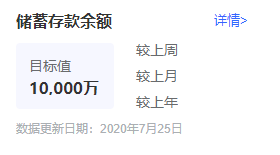 储蓄存款余额 详情>
目标值
10,000万
较上周
较上月
较上年
数据更新日期：2020年7月25日